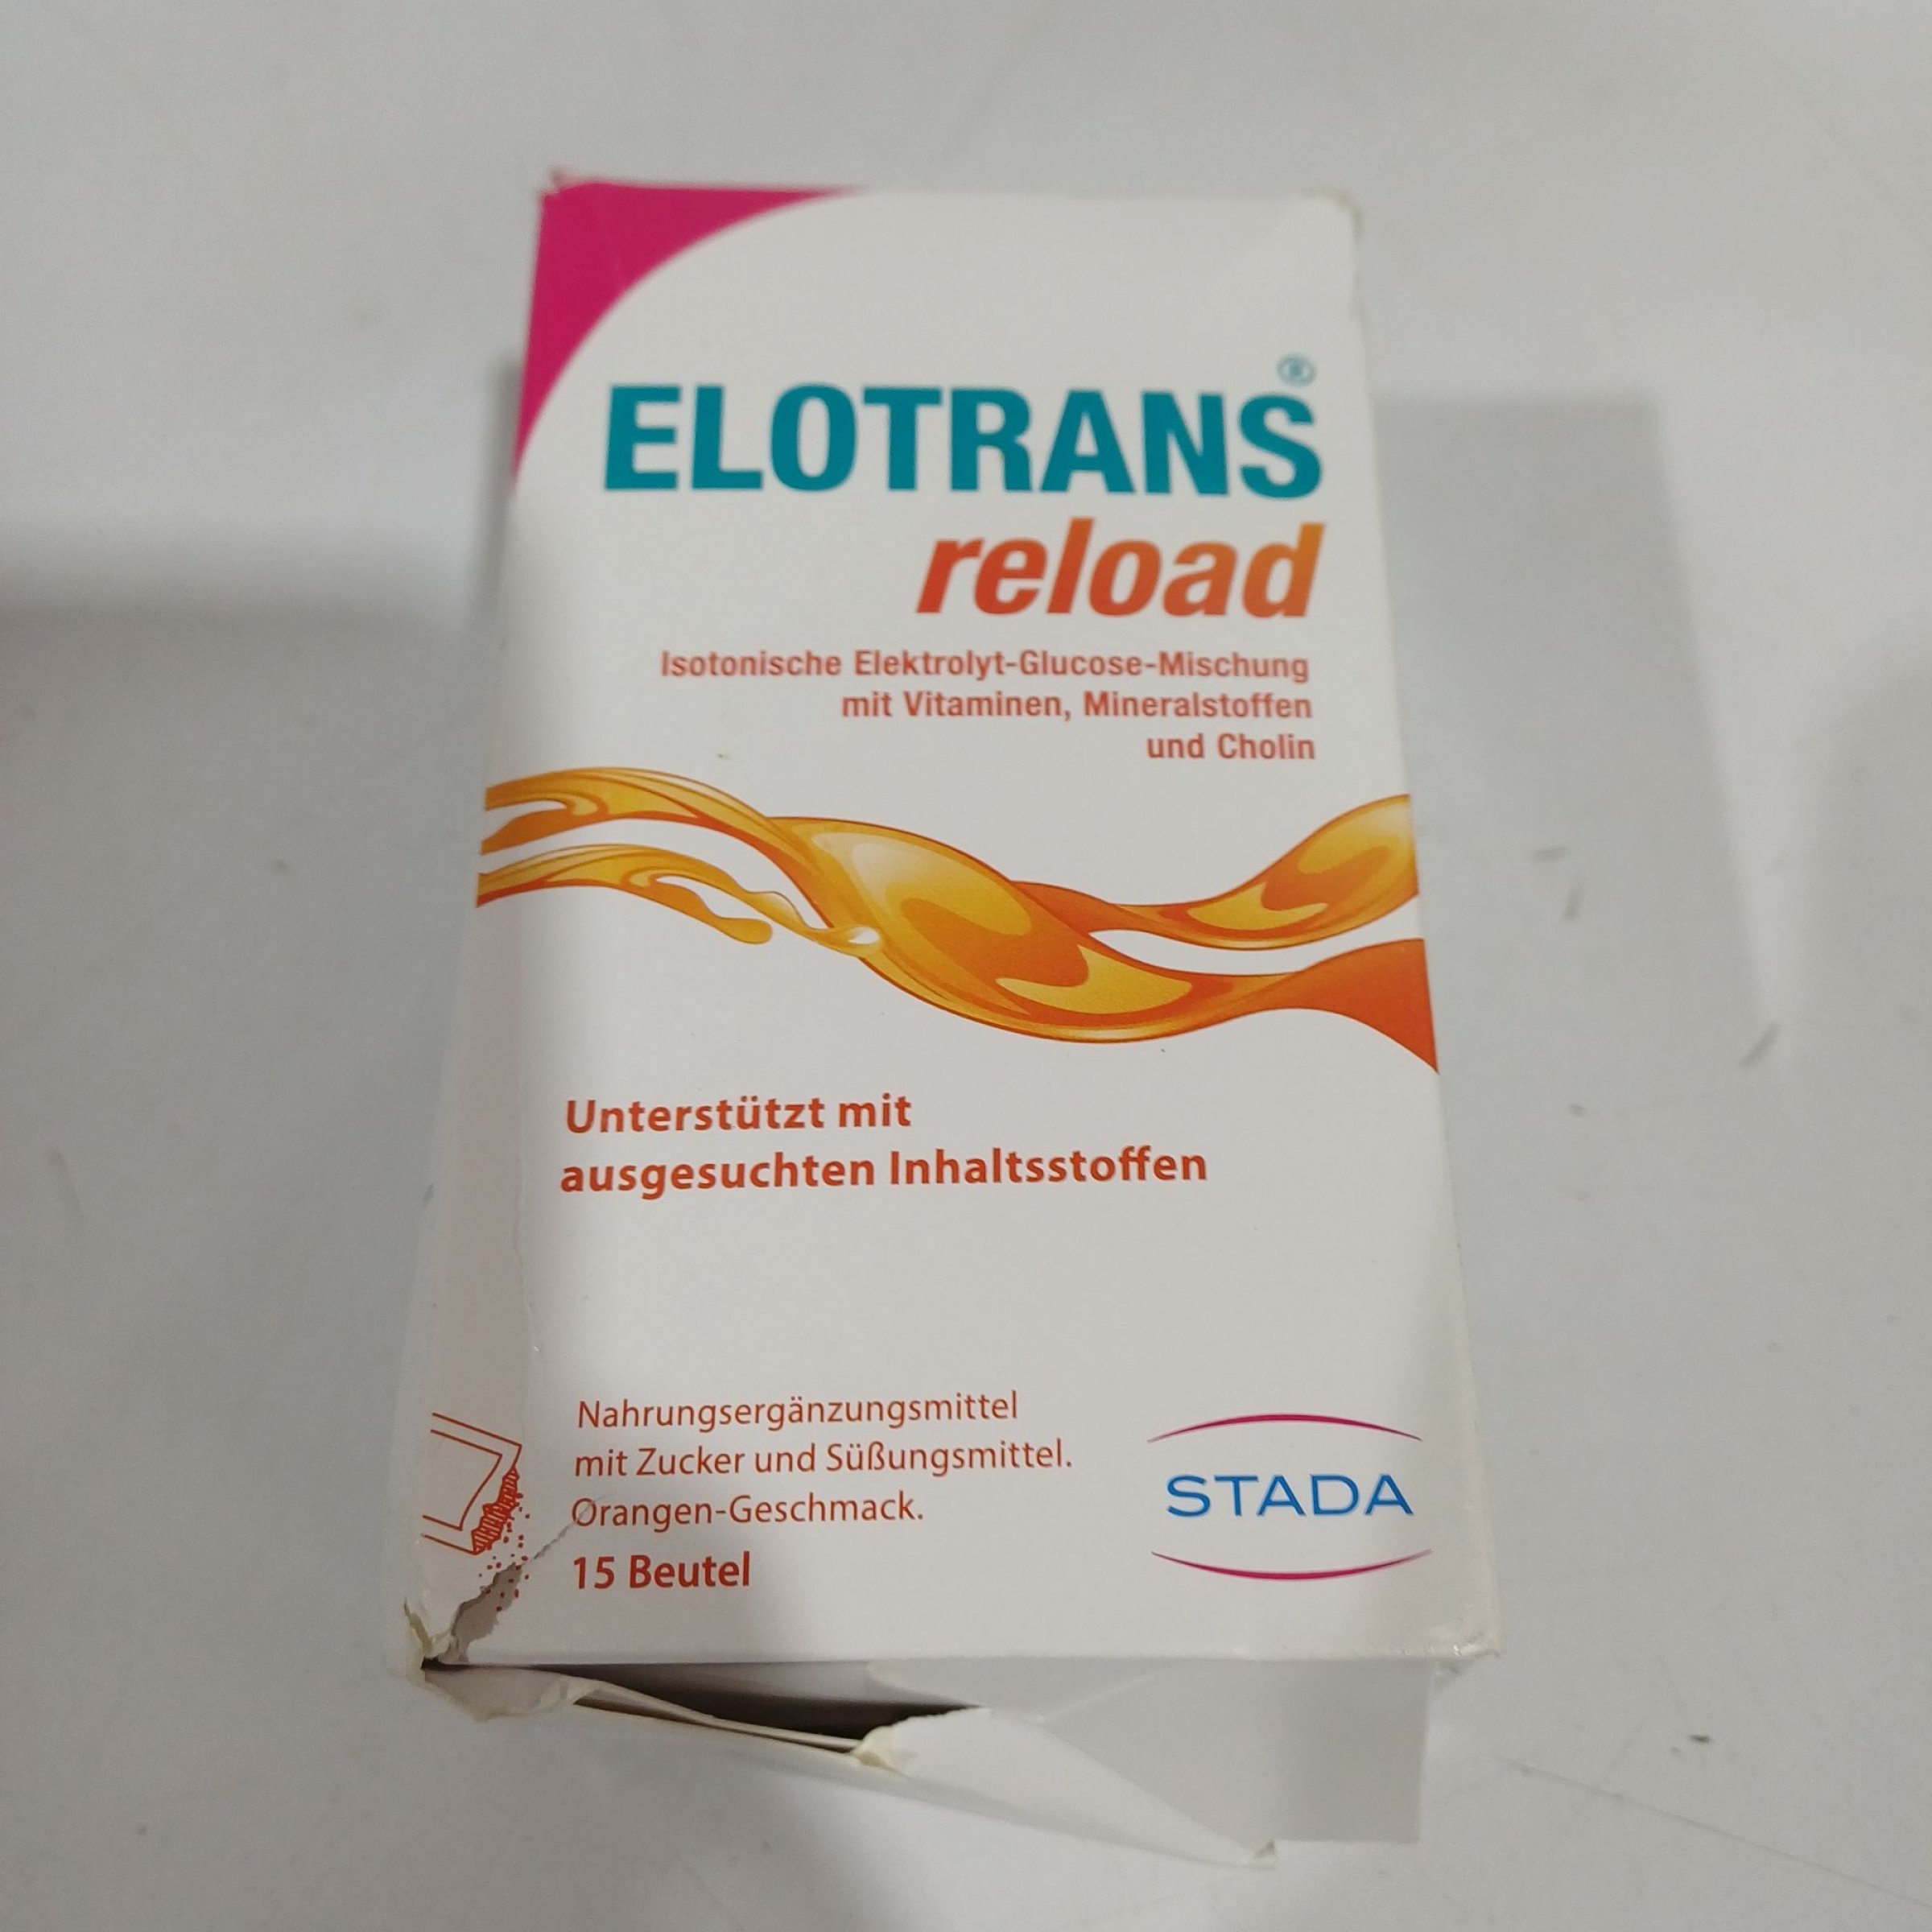 ELOTRANS®
reload
Isotonische Elektrolyt-Glucose-Mischung
mit Vitaminen, Mineralstoffen
und Cholin
Unterstützt mit
ausgesuchten Inhaltsstoffen
Nahrungsergänzungsmittel
mit Zucker und Süßungsmittel.
Orangen-Geschmack.
15 Beutel
STADA